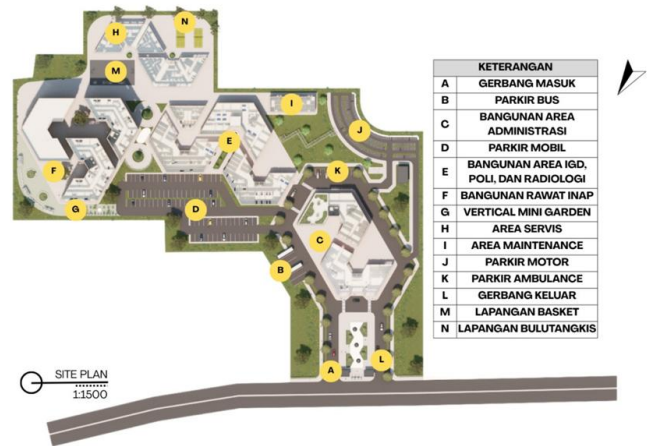 N
H
M
I
J
E
K
F
G
D
C
B
A
L
KETERANGAN
A GERBANG MASUK
B PARKIR BUS
C BANGUNAN AREA
ADMINISTRASI
D PARKIR MOBIL
E BANGUNAN AREA IGD,
POLI, DAN RADIOLOGI
F BANGUNAN RAWAT INAP
G VERTICAL MINI GARDEN
H AREA SERVIS
I AREA MAINTENANCE
J PARKIR MOTOR
K PARKIR AMBULANCE
L GERBANG KELUAR
M LAPANGAN BASKET
N LAPANGAN BULUTANGKIS
SITE PLAN
1:1500